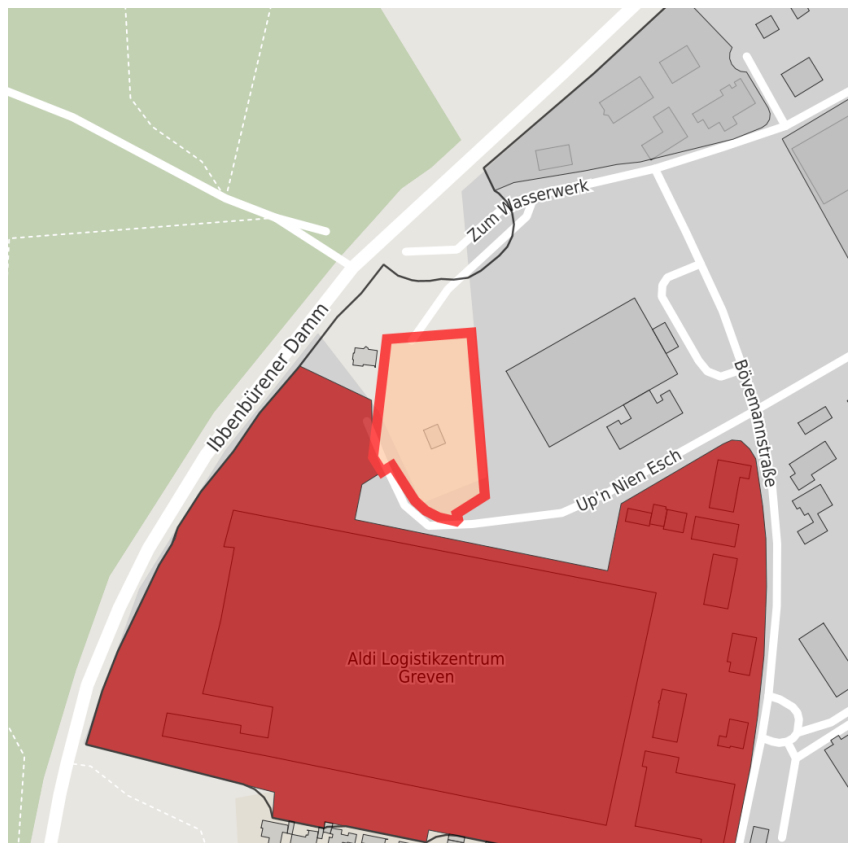 Zum Wasserwerk
Ibbenbürener Damm
Bövemannstraße
Up'n Nien Esch
Aldi Logistikzentrum
Greven